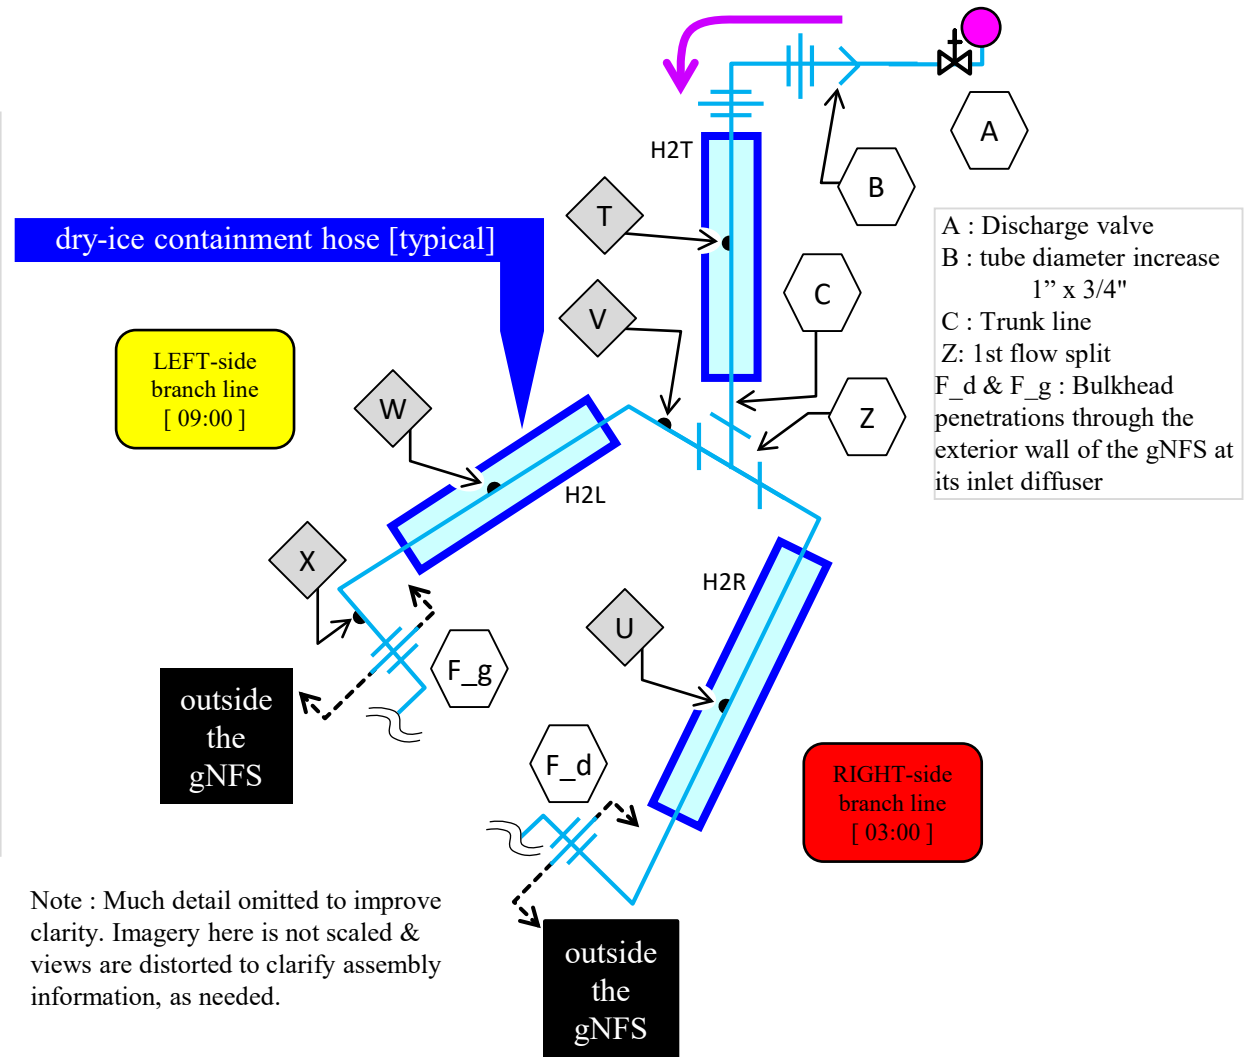 A
H2T
B
T
dry-ice containment hose [typical]
A : Discharge valve
B : tube diameter increase
1” x 3/4"
C : Trunk line
Z: 1st flow split
F_d & F_g : Bulkhead
penetrations through the
exterior wall of the gNFS at
its inlet diffuser
C
V
LEFT-side
branch line
[ 09:00 ]
W
Z
H2L
X
H2R
U
F_g
outside
the
gNFS
F_d
RIGHT-side
branch line
[ 03:00 ]
Note : Much detail omitted to improve
clarity. Imagery here is not scaled &
views are distorted to clarify assembly
information, as needed.
outside
the
gNFS